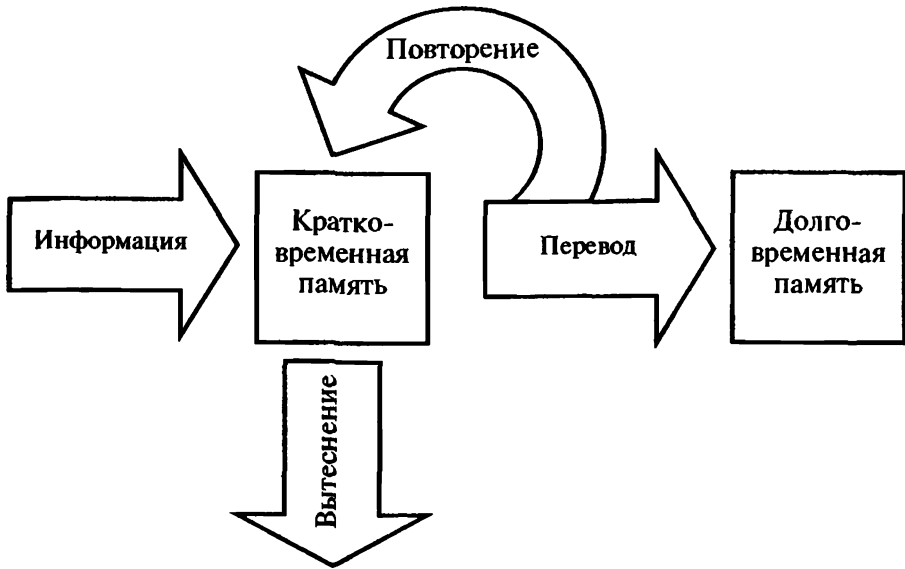 Повторение
Информация
Кратко-
временная
память
Перевод
Долго-
временная
память
Вытеснение